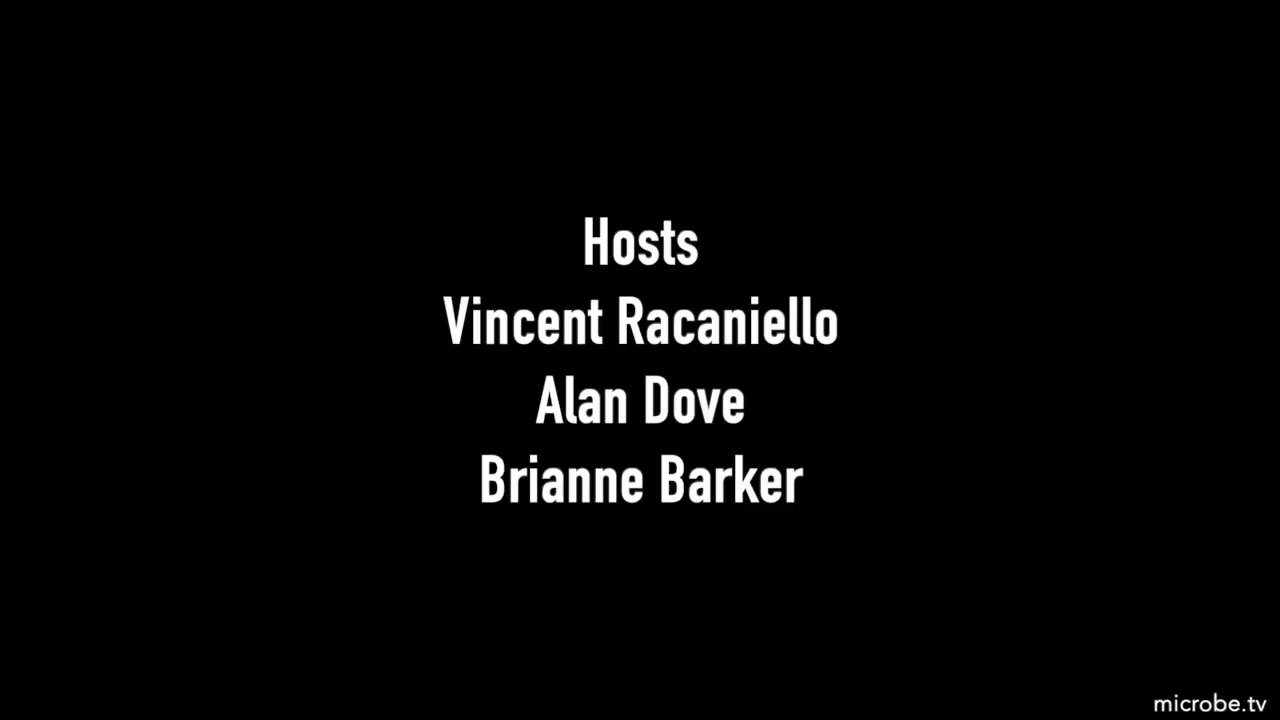 Hosts
Vincent Racaniello
Alan Dove
Brianne Barker
microbe.tv